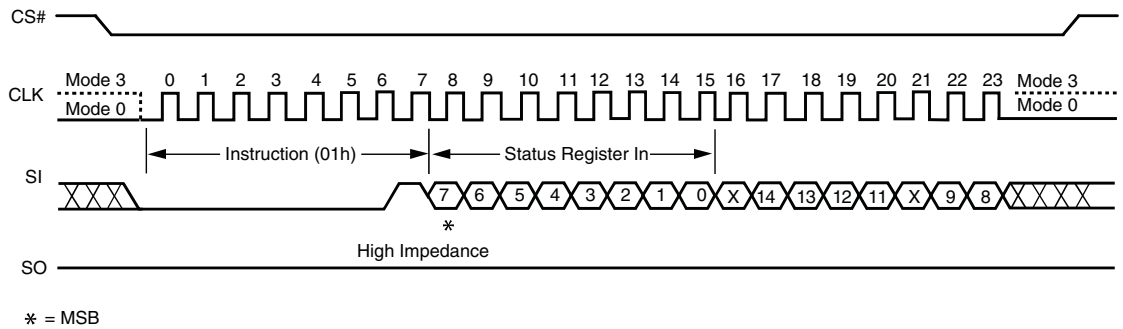 CS#
Mode 3 0 1 2 3 4 5 6 7 8 9 10 11 12 13 14 15 16 17 18 19 20 21 22 23 Mode 3
CLK
Mode 0 Mode 0
Instruction (01h) Status Register In
SI
7 6 5 4 3 2 1 0 X 14 13 12 11 X 9 8
*
High Impedance
SO
* = MSB